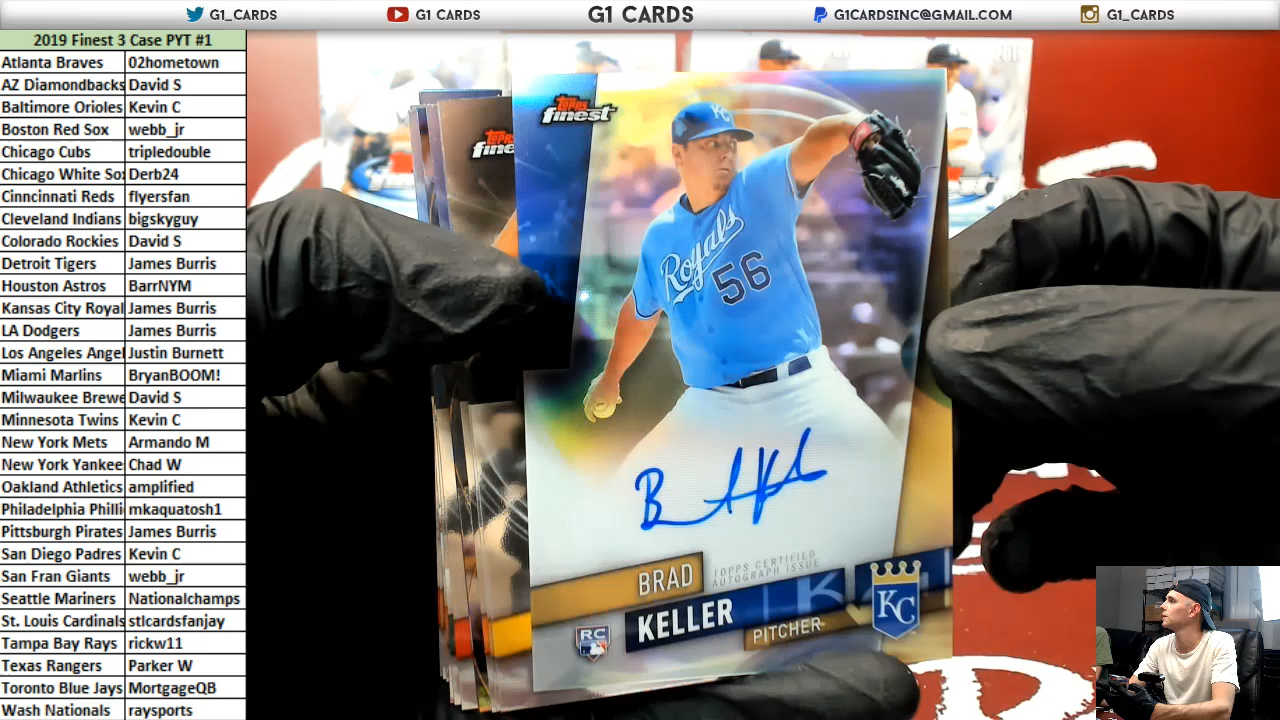 G1_CARDS
G1 CARDS
G1 CARDS
G1CARDSINC@GMAIL.COM
G1_CARDS
2019 Finest 3 Case PYT #1
Atlanta Braves 02hometown
AZ Diamondbacks David S
Baltimore Orioles Kevin C
Boston Red Sox webb_jr
Chicago Cubs tripledouble
Chicago White Sox Derb24
Cinncinnati Reds flyersfan
Cleveland Indians bigskyguy
Colorado Rockies David S
Detroit Tigers James Burris
Houston Astros BarrNYM
Kansas City Royal James Burris
LA Dodgers James Burris
Los Angeles Angel Justin Burnett
Miami Marlins BryanBOOM!
Milwaukee Brewe David S
Minnesota Twins Kevin C
New York Mets Armando M
New York Yankee Chad W
Oakland Athletics amplified
Philadelphia Philli mkaquatosh1
Pittsburgh Pirates James Burris
San Diego Padres Kevin C
San Fran Giants webb_jr
Seattle Mariners Nationalchamps
St. Louis Cardinals stlcardsfanjay
Tampa Bay Rays rickw11
Texas Rangers Parker W
Toronto Blue Jays MortgageQB
Wash Nationals raysports
Topps
finest
Topps
fine
KC
Royals
56
TOPPS CERTIFIED
AUTOGRAPH ISSUE
BRAD
KELLER
PITCHER
RC
KC